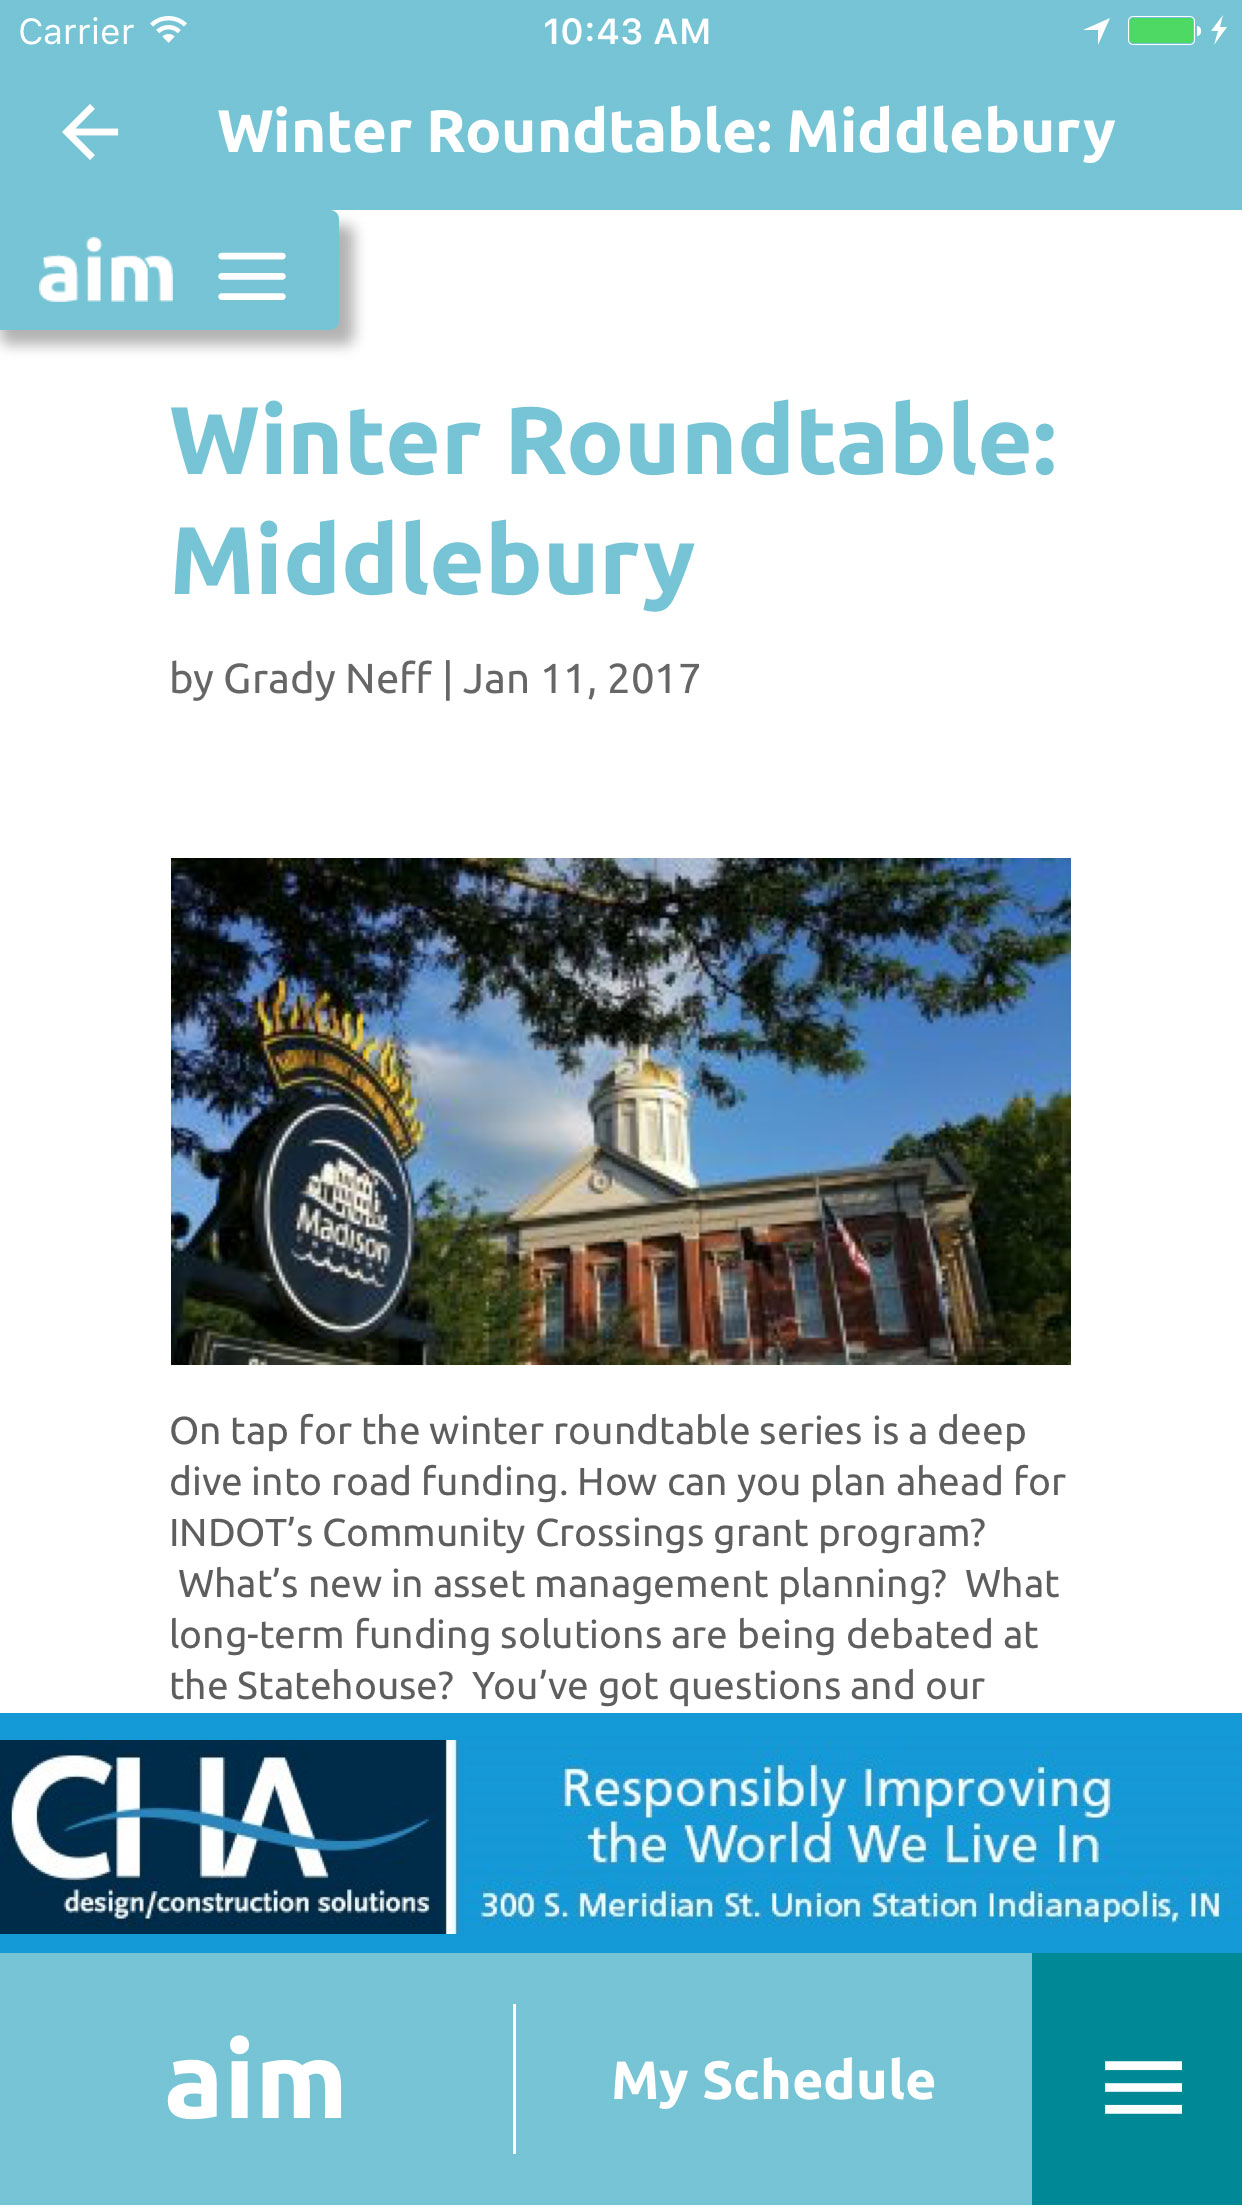 Carrier
10:43 AM
Winter Roundtable: Middlebury
aim
Winter Roundtable:
Middlebury
by Grady Neff | Jan 11, 2017
Madison
On tap for the winter roundtable series is a deep
dive into road funding. How can you plan ahead for
INDOT’s Community Crossings grant program?
What’s new in asset management planning?  What
long-term funding solutions are being debated at
the Statehouse?  You’ve got questions and our
CHA
design/construction solutions
Responsibly Improving
the World We Live In
300 S. Meridian St. Union Station Indianapolis, IN
aim
My Schedule